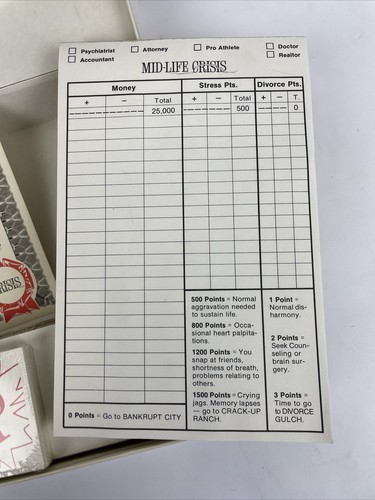 Psychiatrist Attorney Pro Athlete Doctor
Accountant Realtor
MID-LIFE CRISIS
Money Stress Pts. Divorce Pts.
+ − Total + − Total + − T.
25,000 500 0
500 Points = Normal
aggravation needed
to sustain life.
800 Points = Occa-
sional heart palpita-
tions.
1200 Points = You
snap at friends,
shortness of breath,
problems relating to
others.
1500 Points = Crying
jags. Memory lapses
— go to CRACK-UP
RANCH.
1 Point =
Normal dis-
harmony.
2 Points =
Seek Coun-
seling or
brain sur-
gery.
3 Points =
Time to go
to DIVORCE
GULCH.
0 Points = Go to BANKRUPT CITY